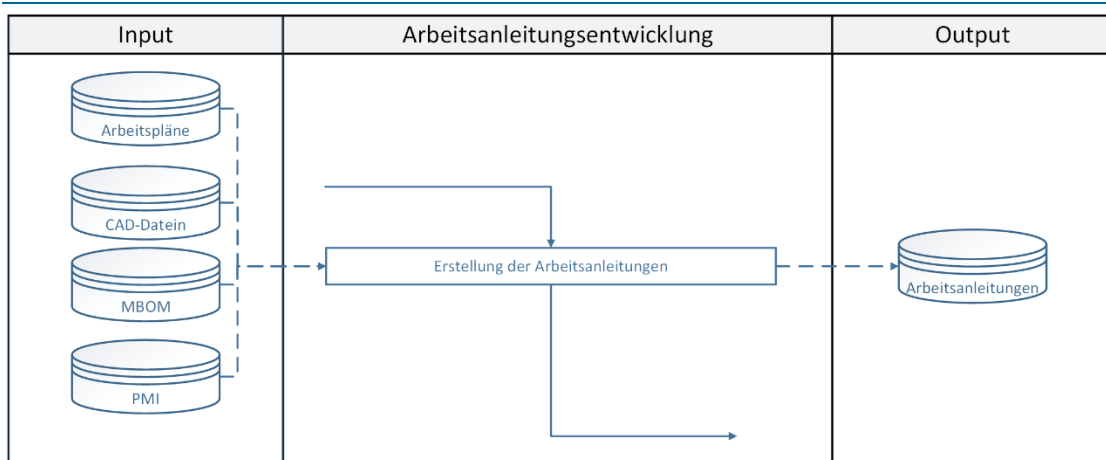 Input
Arbeitsanleitungsentwicklung
Output
Arbeitspläne
CAD-Datein
MBOM
PMI
Erstellung der Arbeitsanleitungen
Arbeitsanleitungen